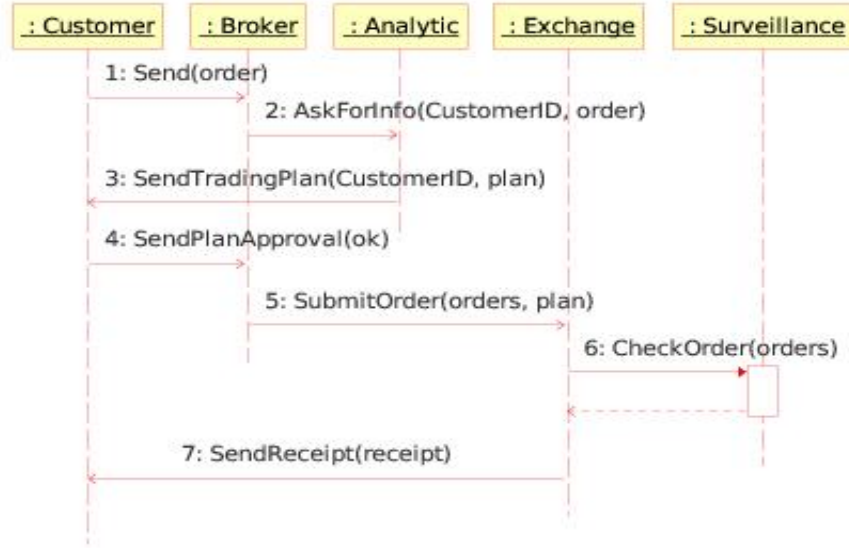 : Customer
: Broker
: Analytic
: Exchange
: Surveillance
1: Send(order)
2: AskForInfo(CustomerID, order)
3: SendTradingPlan(CustomerID, plan)
4: SendPlanApproval(ok)
5: SubmitOrder(orders, plan)
6: CheckOrder(orders)
7: SendReceipt(receipt)